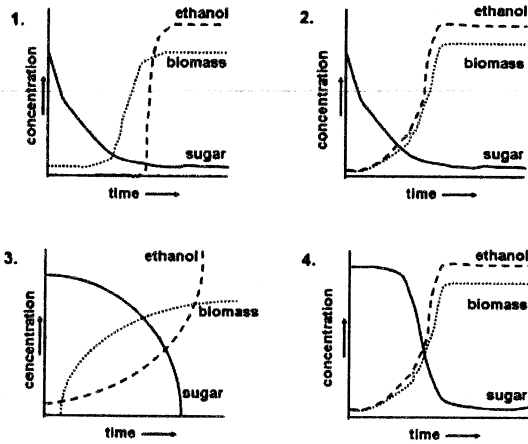 1.
ethanol
biomass
sugar
concentration
time
2.
ethanol
biomass
sugar
concentration
time
3.
ethanol
biomass
sugar
concentration
time
4.
ethanol
biomass
sugar
concentration
time